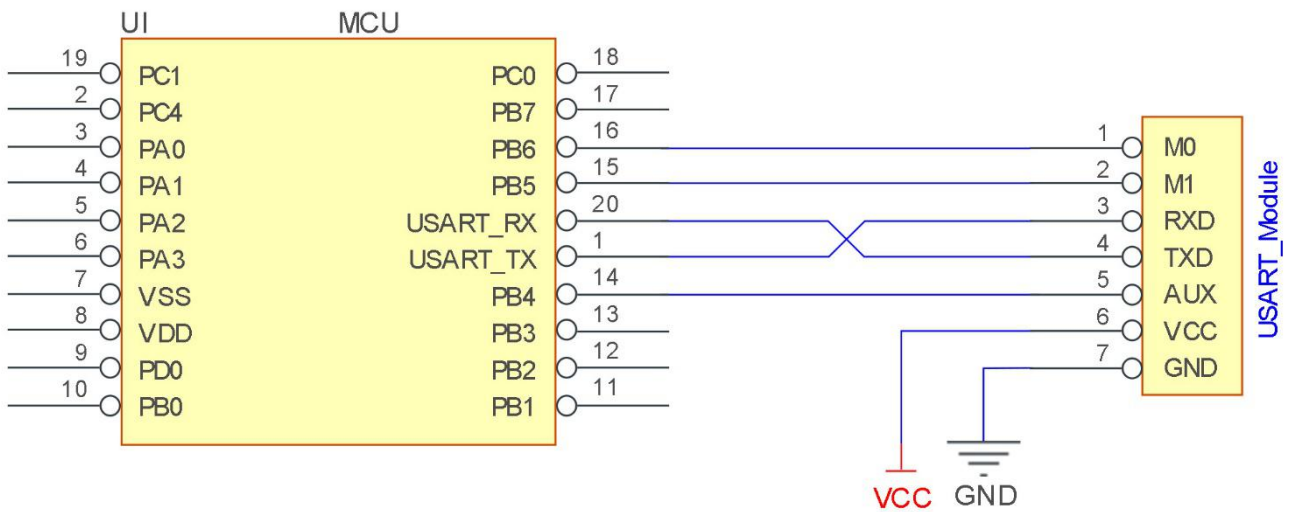 UI MCU
19 PC1 PC0 18
2 PC4 PB7 17
3 PA0 PB6 16 1 M0
4 PA1 PB5 15 2 M1
5 PA2 USART_RX 20 3 RXD
6 PA3 USART_TX 1 4 TXD
7 VSS PB4 14 5 AUX
8 VDD PB3 13 6 VCC
9 PD0 PB2 12 7 GND
10 PB0 PB1 11
USART_Module
VCC GND